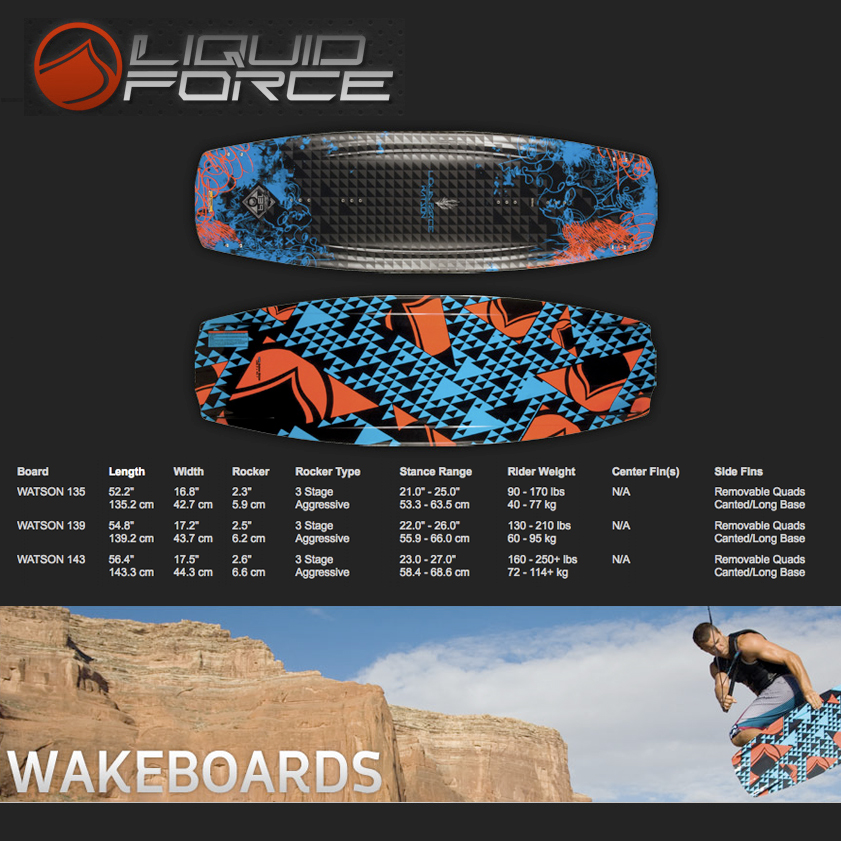 LIQUID
FORCE
Board Length Width Rocker Rocker Type Stance Range Rider Weight Center Fin(s) Side Fins
WATSON 135 52.2" 16.8" 2.3" 3 Stage 21.0" - 25.0" 90 - 170 lbs N/A Removable Quads
135.2 cm 42.7 cm 5.9 cm Aggressive 53.3 - 63.5 cm 40 - 77 kg Canted/Long Base
WATSON 139 54.8" 17.2" 2.5" 3 Stage 22.0" - 26.0" 130 - 210 lbs N/A Removable Quads
139.2 cm 43.7 cm 6.2 cm Aggressive 55.9 - 66.0 cm 60 - 95 kg Canted/Long Base
WATSON 143 56.4" 17.5" 2.6" 3 Stage 23.0 - 27.0" 160 - 250+ lbs N/A Removable Quads
143.3 cm 44.3 cm 6.6 cm Aggressive 58.4 - 68.6 cm 72 - 114+ kg Canted/Long Base
WAKEBOARDS